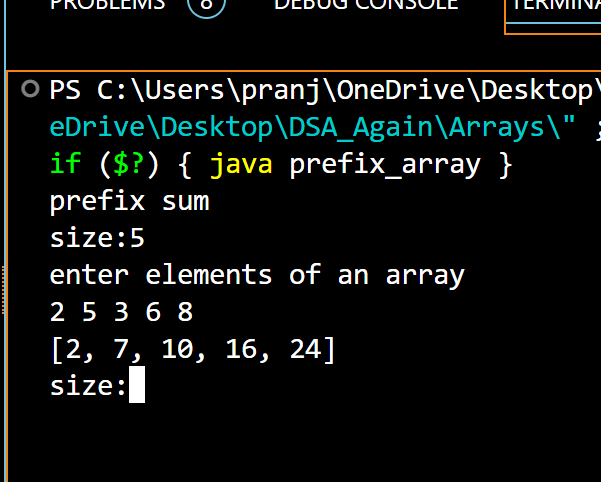 PROBLEMS 8 DEBUG CONSOLE
PS C:\Users\pranj\OneDrive\Desktop\
eDrive\Desktop\DSA_Again\Arrays\" ;
if ($?) { java prefix_array }
prefix sum
size:5
enter elements of an array
2 5 3 6 8
[2, 7, 10, 16, 24]
size: